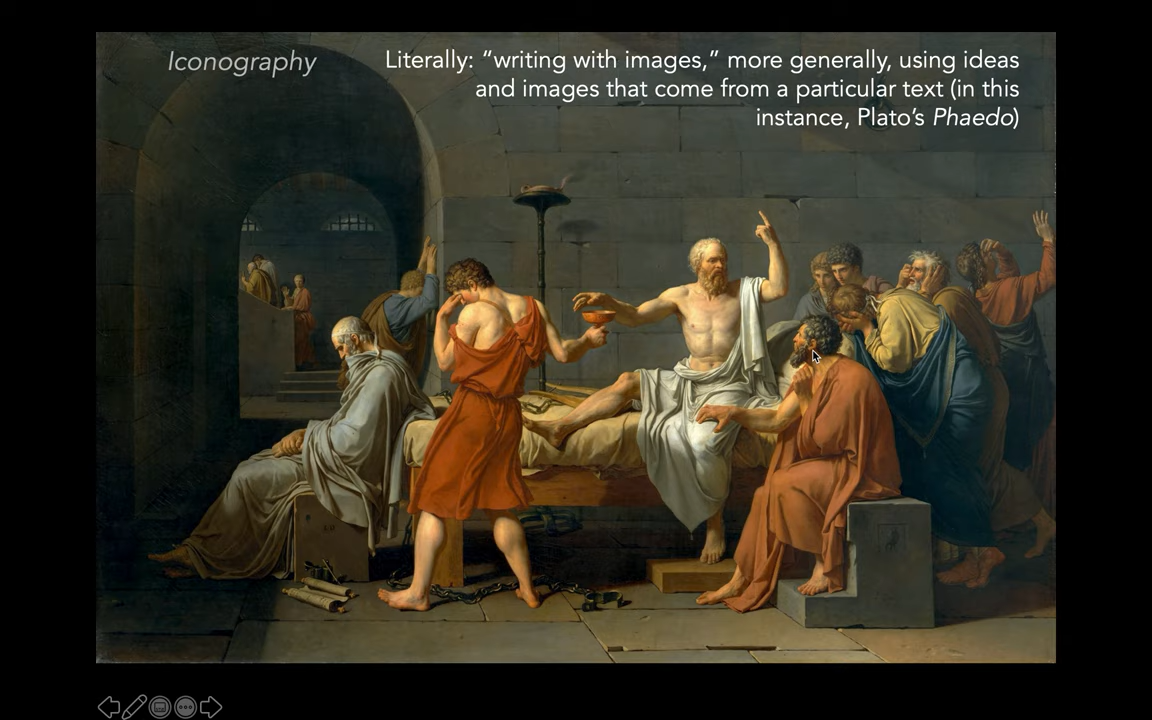 Iconography
Literally: “writing with images,” more generally, using ideas
and images that come from a particular text (in this
instance, Plato’s Phaedo)